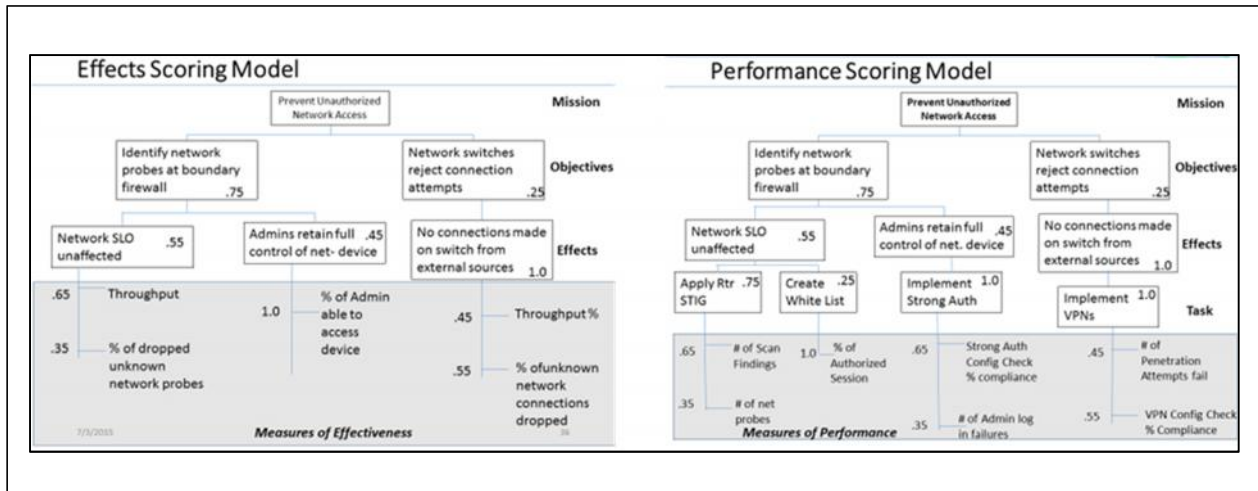 Effects Scoring Model
Prevent Unauthorized
Network Access
Mission
Identify network
probes at boundary
firewall
.75
Network switches
reject connection
attempts
.25
Objectives
Network SLO
unaffected
.55
Admins retain full
control of net- device
.45
No connections made
on switch from
external sources
1.0
Effects
.65
Throughput
.35
% of dropped
unknown
network probes
1.0
% of Admin
able to
access
device
.45
Throughput %
.55
% ofunknown
network
connections
dropped
7/3/2015
Measures of Effectiveness
36
Performance Scoring Model
Prevent Unauthorized
Network Access
Mission
Identify network
probes at boundary
firewall
.75
Network switches
reject connection
attempts
.25
Objectives
Network SLO
unaffected
.55
Admins retain full
control of net. device
.45
No connections made
on switch from
external sources
1.0
Effects
Apply Rtr
STIG
.75
Create
White List
.25
Implement
Strong Auth
1.0
Implement
VPNs
1.0
Task
.65
# of Scan
Findings
.35
# of net
probes
1.0
% of
Authorized
Session
.65
Strong Auth
Config Check
% compliance
.35
# of Admin log
in failures
.45
# of
Penetration
Attempts fail
.55
VPN Config Check
% Compliance
Measures of Performance